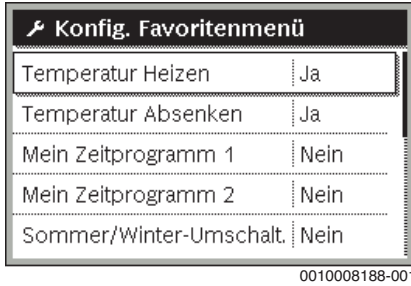 Konfig. Favoritenmenü
Temperatur Heizen Ja
Temperatur Absenken Ja
Mein Zeitprogramm 1 Nein
Mein Zeitprogramm 2 Nein
Sommer/Winter-Umschalt. Nein
0010008188-001